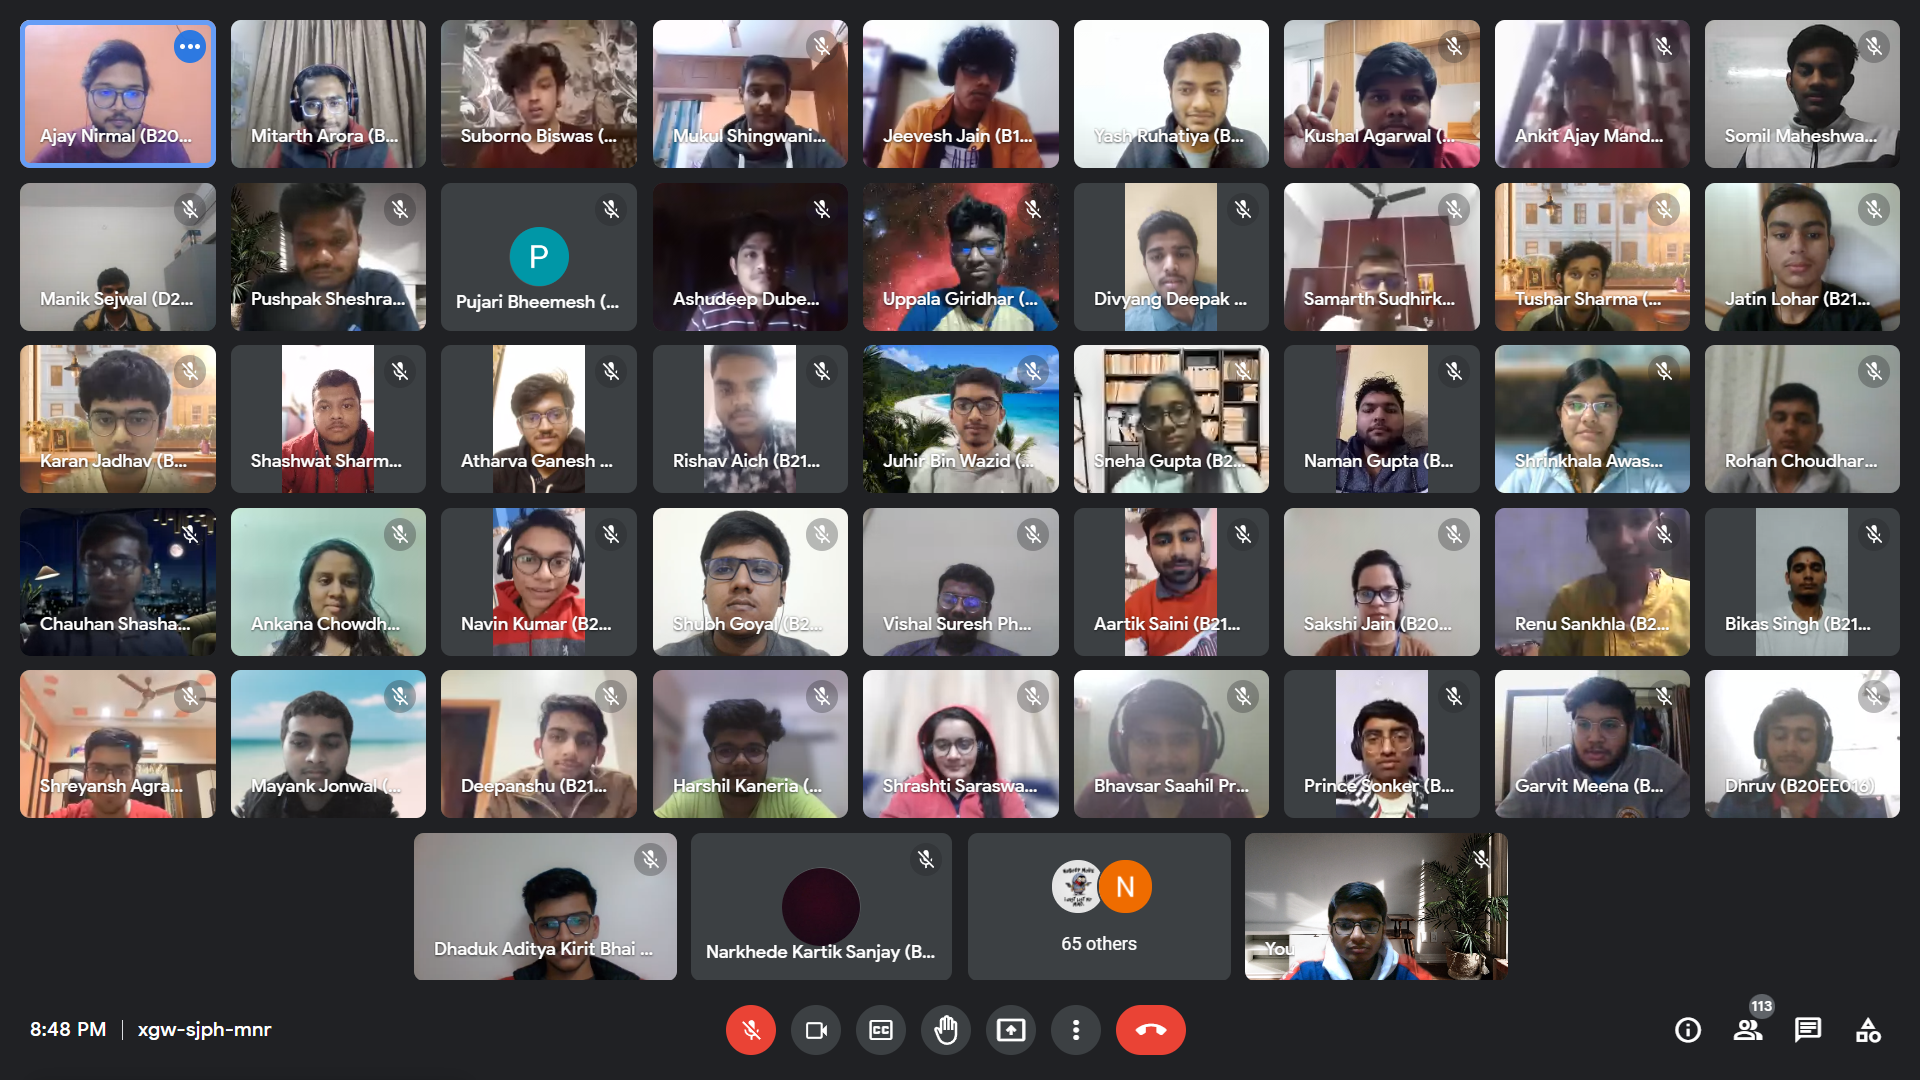 Ajay Nirmal (B20...
Mitarth Arora (B...
Suborno Biswas (...
Mukul Shingwani...
Jeevesh Jain (B1...
Yash Ruhatiya (B...
Kushal Agarwal (...
Ankit Ajay Mand...
Somil Maheshwa...
Manik Sejwal (D2...
Pushpak Sheshra...
P
Pujari Bheemesh (...
Ashudeep Dube...
Uppala Giridhar (...
Divyang Deepak ...
Samarth Sudhirk...
Tushar Sharma (...
Jatin Lohar (B21...
Karan Jadhav (B...
Shashwat Sharm...
Atharva Ganesh ...
Rishav Aich (B21...
Juhir Bin Wazid (...
Sneha Gupta (B2...
Naman Gupta (B...
Shrinkhala Awas...
Rohan Choudhar...
Chauhan Shasha...
Ankana Chowdh...
Navin Kumar (B2...
Shubh Goyal (B2...
Vishal Suresh Ph...
Aartik Saini (B21...
Sakshi Jain (B20...
Renu Sankhla (B2...
Bikas Singh (B21...
Shreyansh Agra...
Mayank Jonwal (...
Deepanshu (B21...
Harshil Kaneria (...
Shrashti Saraswa...
Bhavsar Saahil Pr...
Prince Sonker (B...
Garvit Meena (B...
Dhruv (B20EE016)
Dhaduk Aditya Kirit Bhai ...
Narkhede Kartik Sanjay (B...
N
65 others
You
8:48 PM | xgw-sjph-mnr
CC
113